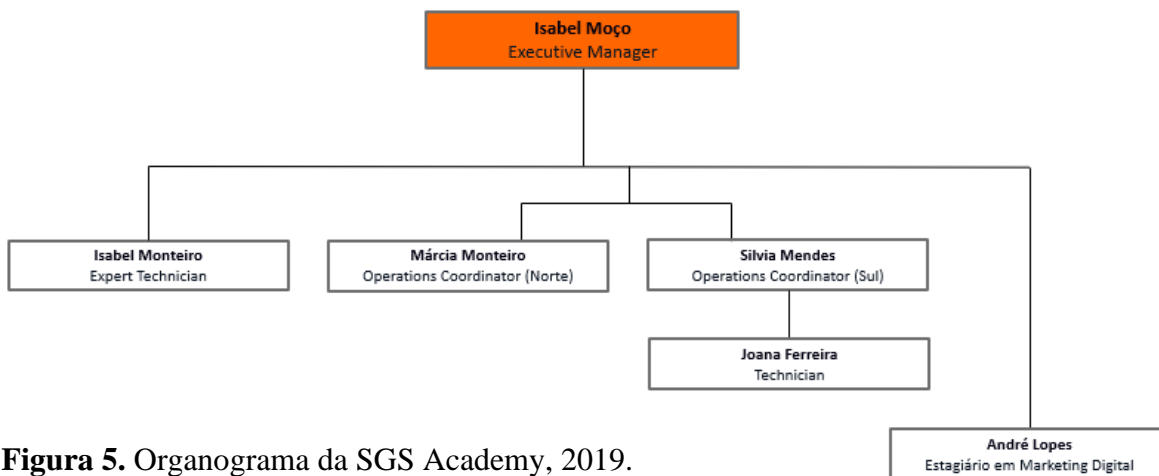 Isabel Moço
Executive Manager
Isabel Monteiro
Expert Technician
Márcia Monteiro
Operations Coordinator (Norte)
Silvia Mendes
Operations Coordinator (Sul)
Joana Ferreira
Technician
André Lopes
Estagiário em Marketing Digital
Figura 5. Organograma da SGS Academy, 2019.